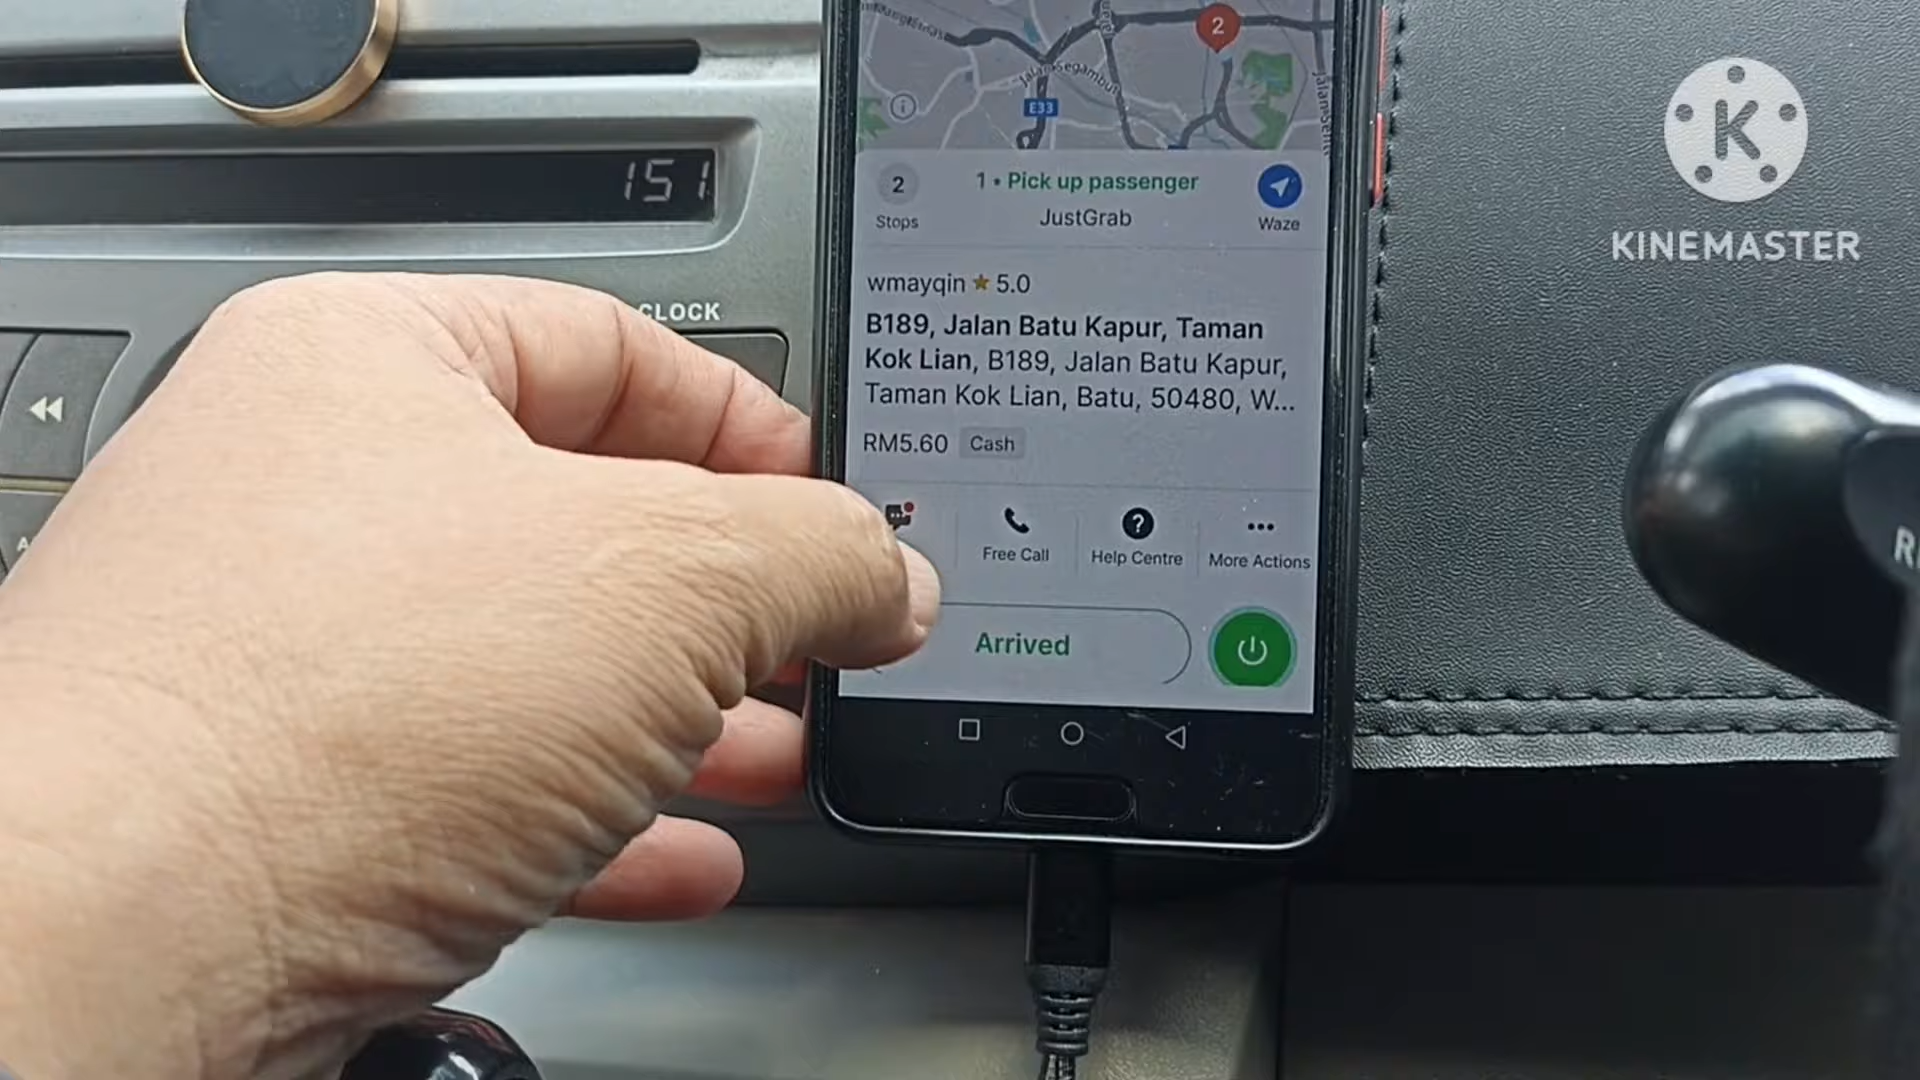 2
Jalan Segambut
E33
151
2
Stops
1 • Pick up passenger
JustGrab
Waze
wmayqin ★ 5.0
B189, Jalan Batu Kapur, Taman
Kok Lian, B189, Jalan Batu Kapur,
Taman Kok Lian, Batu, 50480, W...
RM5.60 Cash
Free Call
Help Centre
More Actions
Arrived
CLOCK
K
KINEMASTER